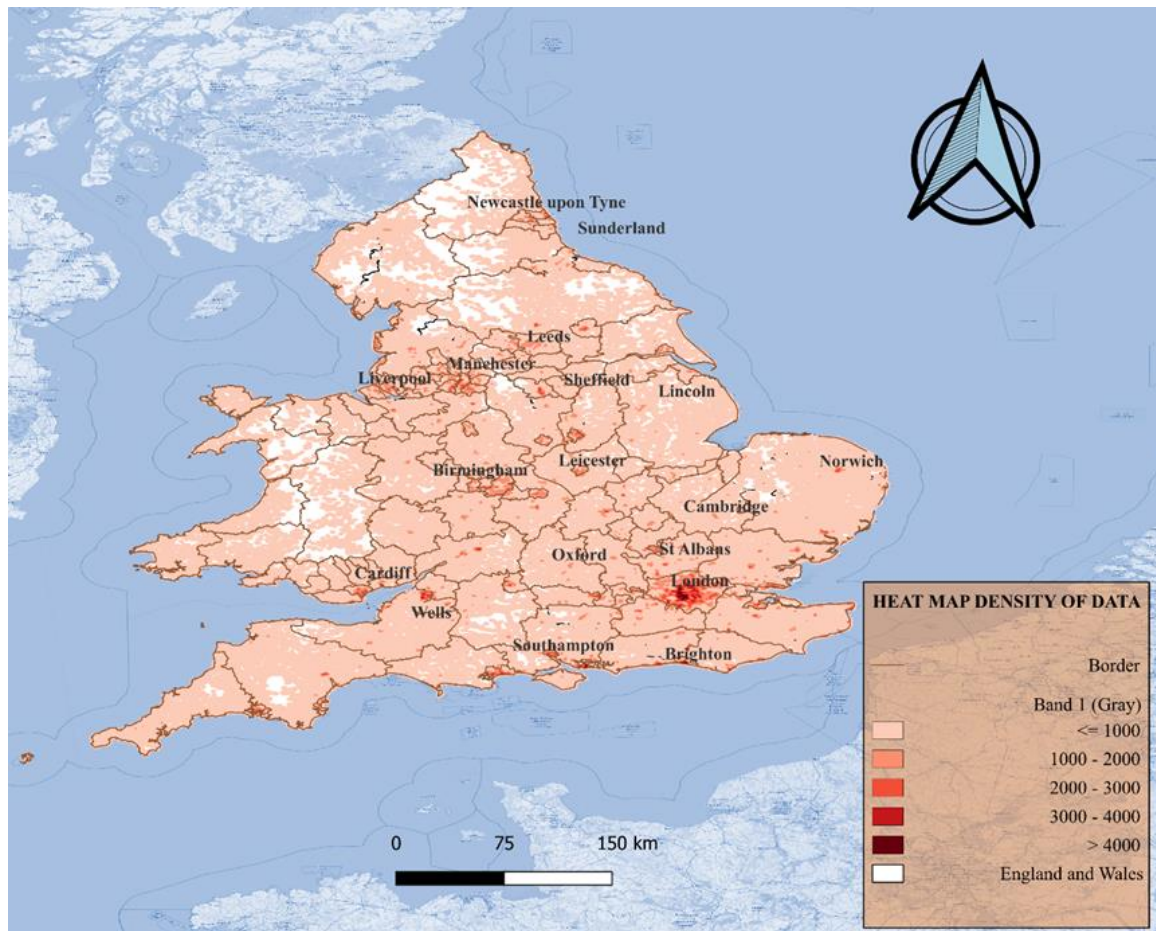 Newcastle upon Tyne
Sunderland
Leeds
Manchester
Liverpool
Sheffield
Lincoln
Leicester
Norwich
Birmingham
Cambridge
Oxford
St Albans
Cardiff
London
Wells
Southampton
Brighton
HEAT MAP DENSITY OF DATA
Border
Band 1 (Gray)
<= 1000
1000 - 2000
2000 - 3000
3000 - 4000
> 4000
England and Wales
0 75 150 km